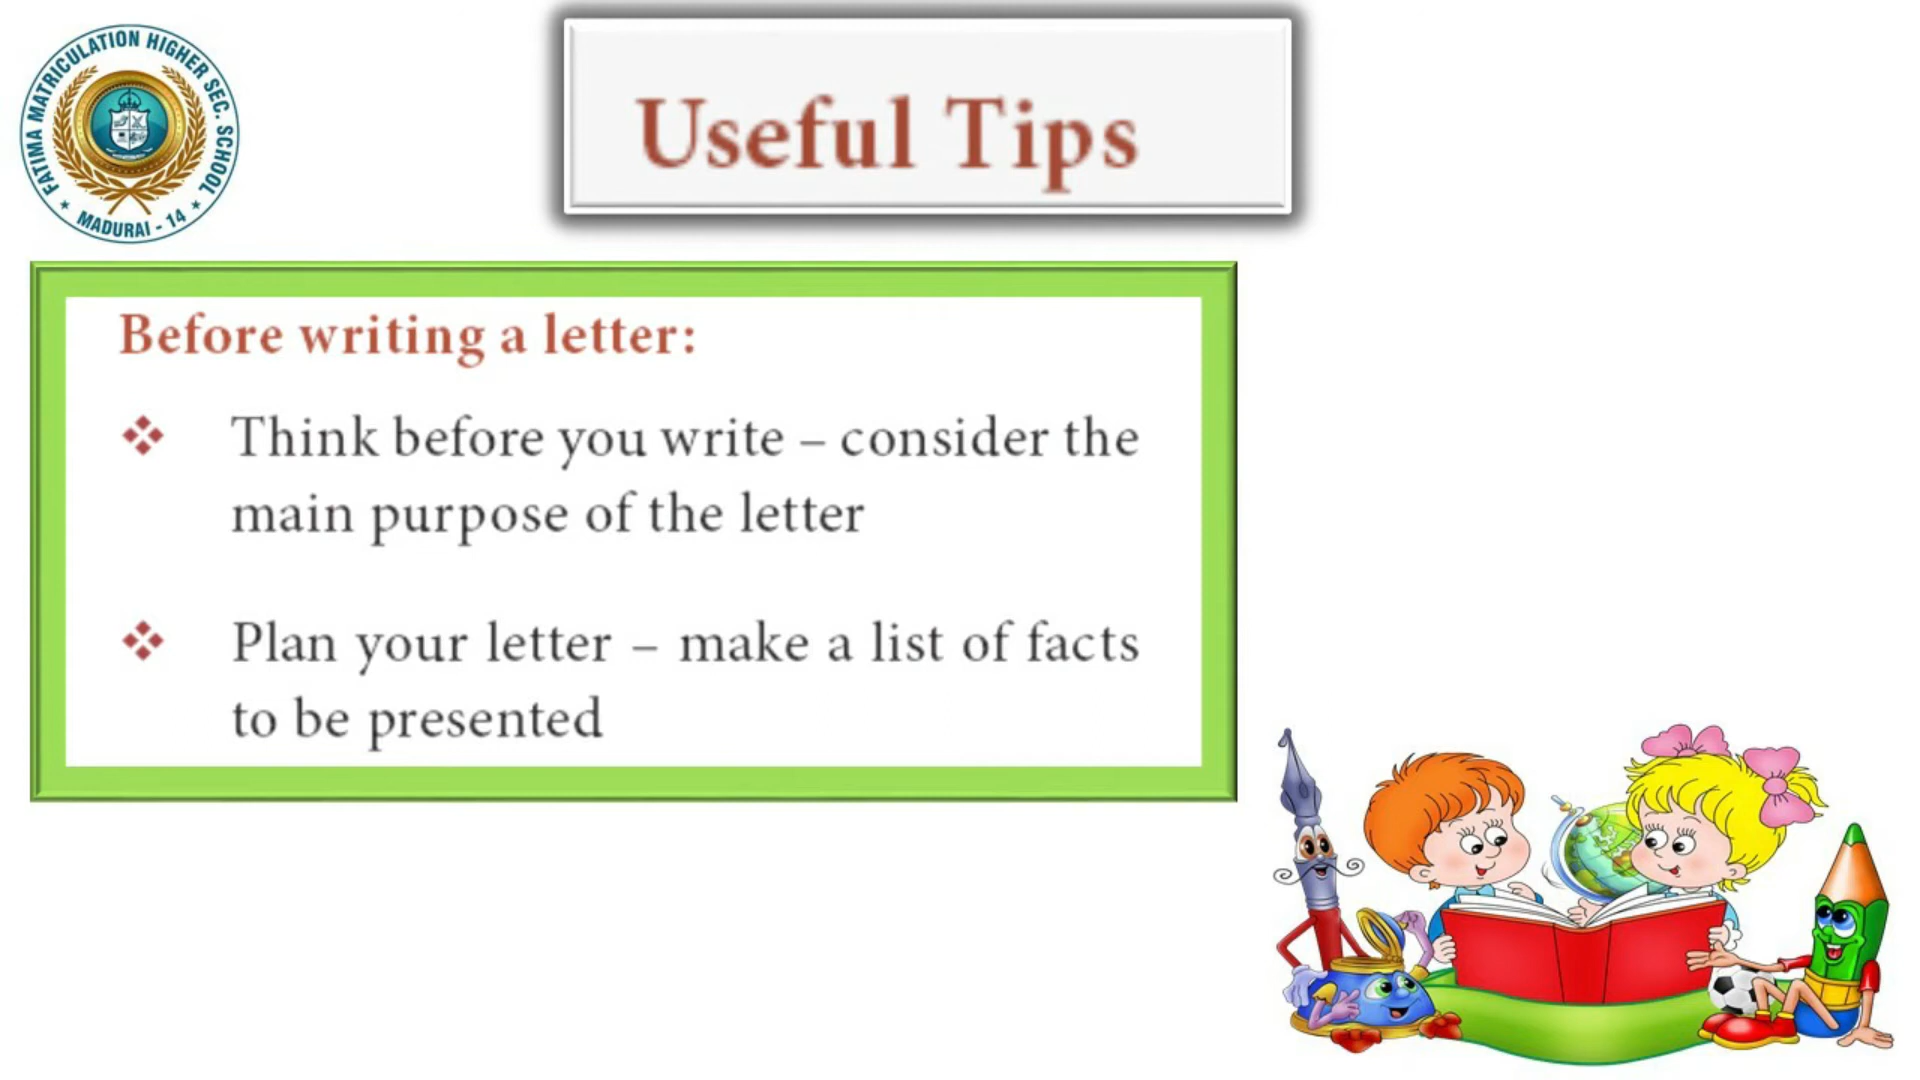 FATIMA MATRICULATION HIGHER SEC. SCHOOL
★ MADURAI - 14 ★
Useful Tips
Before writing a letter:
❖ Think before you write – consider the
main purpose of the letter
❖ Plan your letter – make a list of facts
to be presented